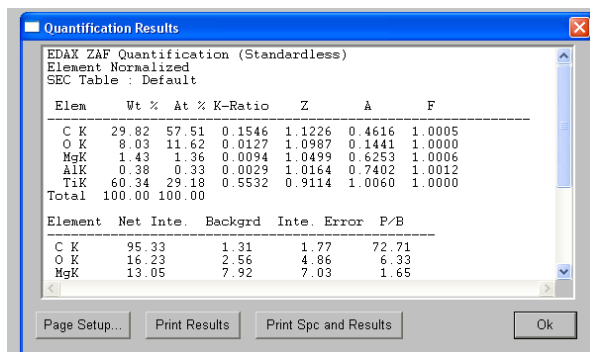 Quantification Results
EDAX ZAF Quantification (Standardless)
Element Normalized
SEC Table : Default
Elem Wt % At % K-Ratio Z A F
C K 29.82 57.51 0.1546 1.1226 0.4616 1.0005
O K 8.03 11.62 0.0127 1.0987 0.1441 1.0000
MgK 1.43 1.36 0.0094 1.0499 0.6253 1.0006
AlK 0.38 0.33 0.0029 1.0164 0.7402 1.0012
TiK 60.34 29.18 0.5532 0.9114 1.0060 1.0000
Total 100.00 100.00
Element Net Inte. Backgrd Inte. Error P/B
C K 95.33 1.31 1.77 72.71
O K 16.23 2.56 4.86 6.33
MgK 13.05 7.92 7.03 1.65
Page Setup... Print Results Print Spc and Results Ok